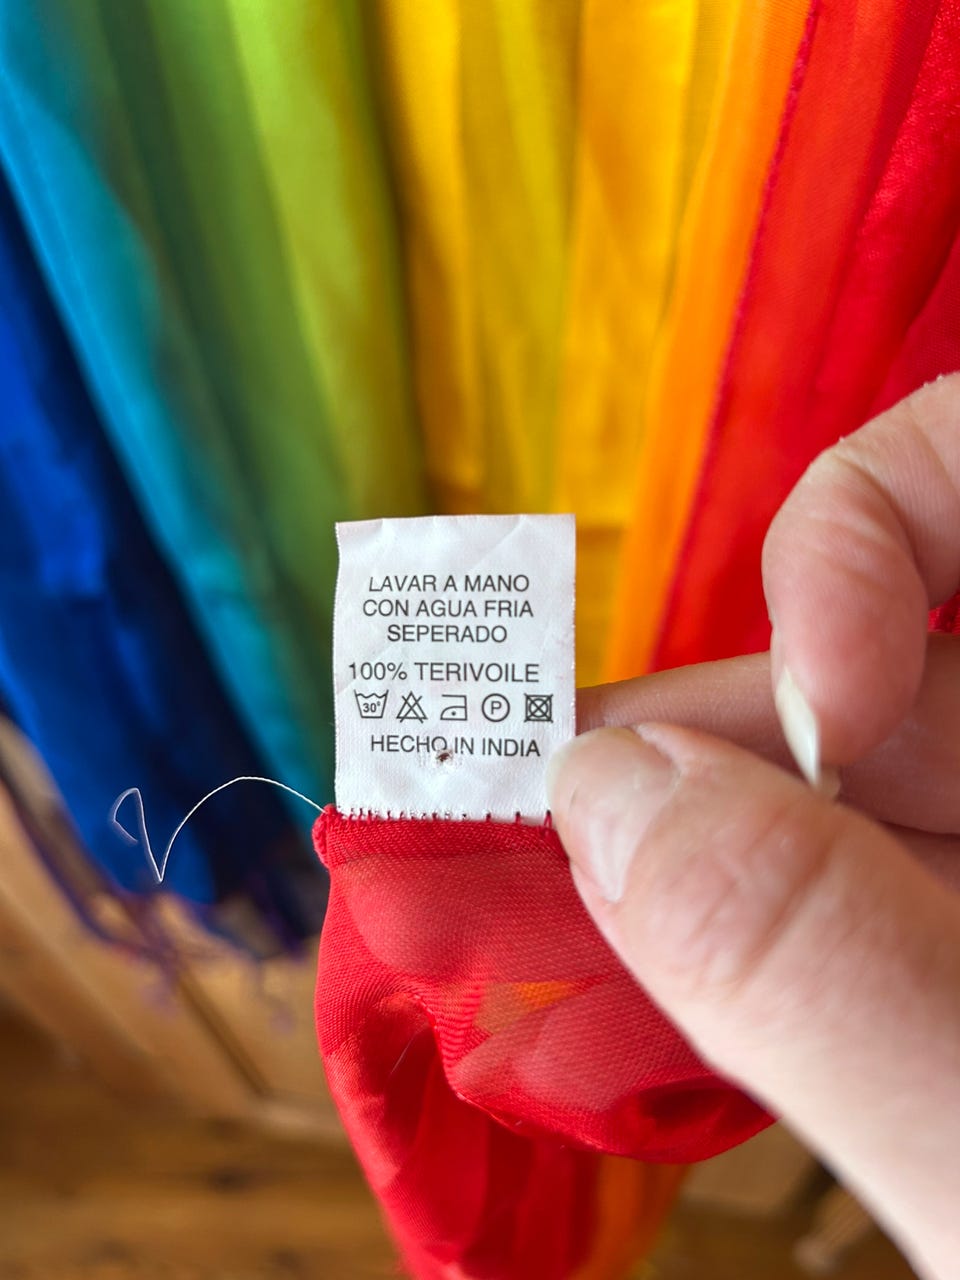 LAVAR A MANO
CON AGUA FRIA
SEPERADO
100% TERIVOILE
30° P
HECHO IN INDIA